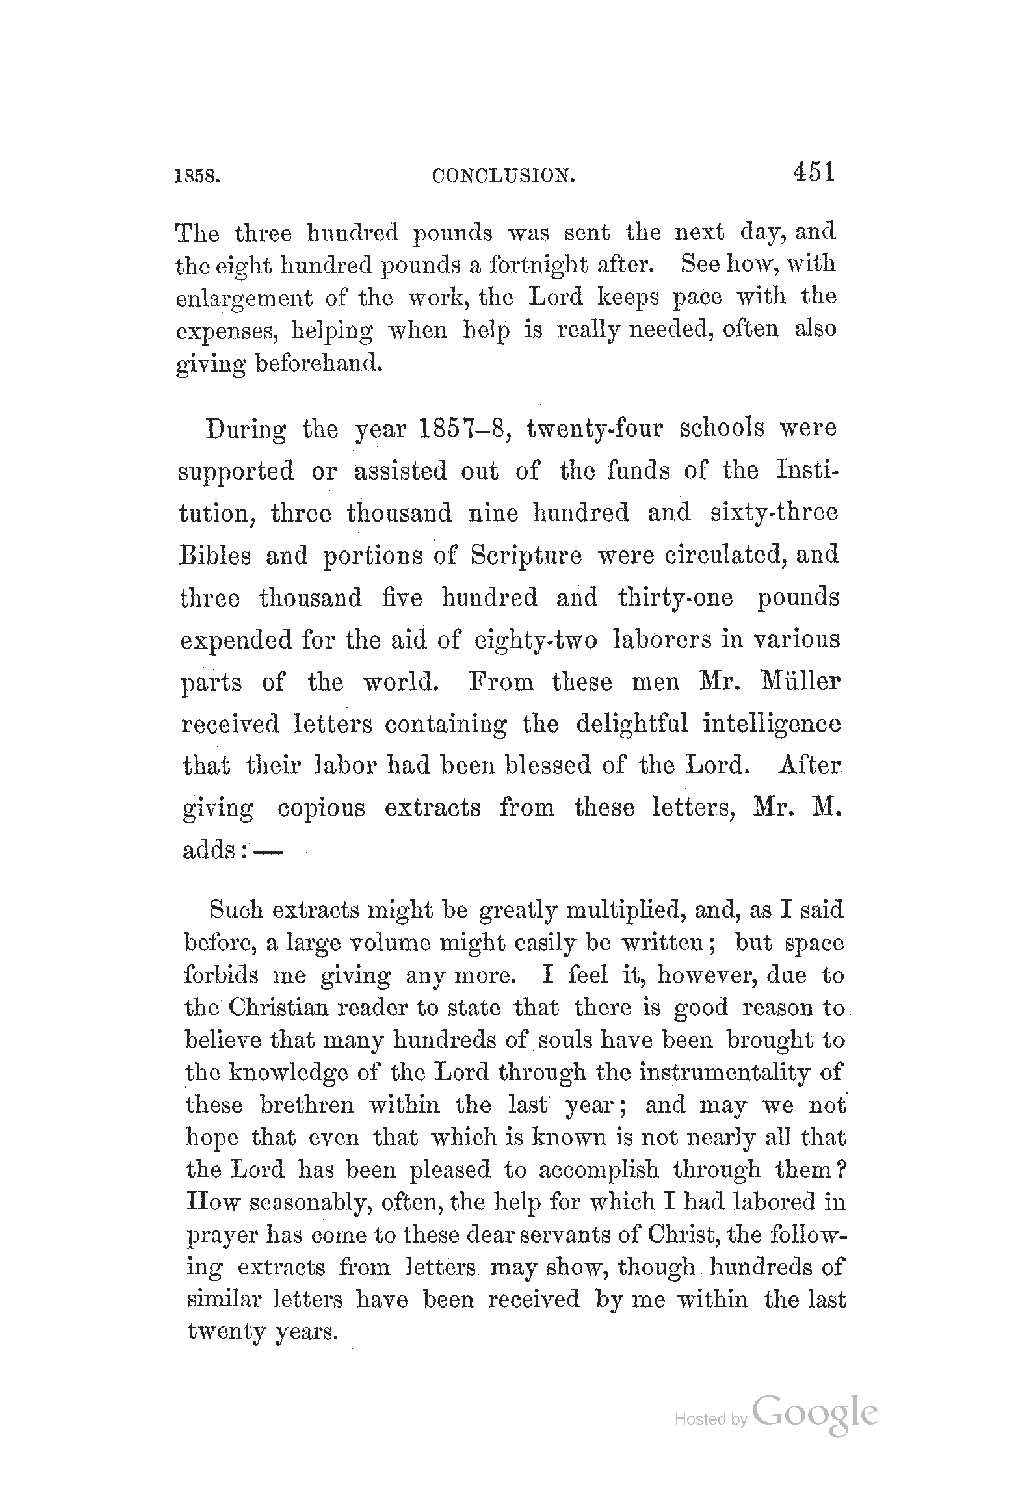 1858. CONCLUSION. 451
The three hundred pounds was sent the next day, and
the eight hundred pounds a fortnight after. See how, with
enlargement of the work, the Lord keeps pace with the
expenses, helping when help is really needed, often also
giving beforehand.
During the year 1857–8, twenty-four schools were
supported or assisted out of the funds of the Insti-
tution, three thousand nine hundred and sixty-three
Bibles and portions of Scripture were circulated, and
three thousand five hundred and thirty-one pounds
expended for the aid of eighty-two laborers in various
parts of the world. From these men Mr. Müller
received letters containing the delightful intelligence
that their labor had been blessed of the Lord. After
giving copious extracts from these letters, Mr. M.
adds:—
Such extracts might be greatly multiplied, and, as I said
before, a large volume might easily be written; but space
forbids me giving any more. I feel it, however, due to
the Christian reader to state that there is good reason to
believe that many hundreds of souls have been brought to
the knowledge of the Lord through the instrumentality of
these brethren within the last year; and may we not
hope that even that which is known is not nearly all that
the Lord has been pleased to accomplish through them?
How seasonably, often, the help for which I had labored in
prayer has come to these dear servants of Christ, the follow-
ing extracts from letters may show, though hundreds of
similar letters have been received by me within the last
twenty years.
Hosted by Google